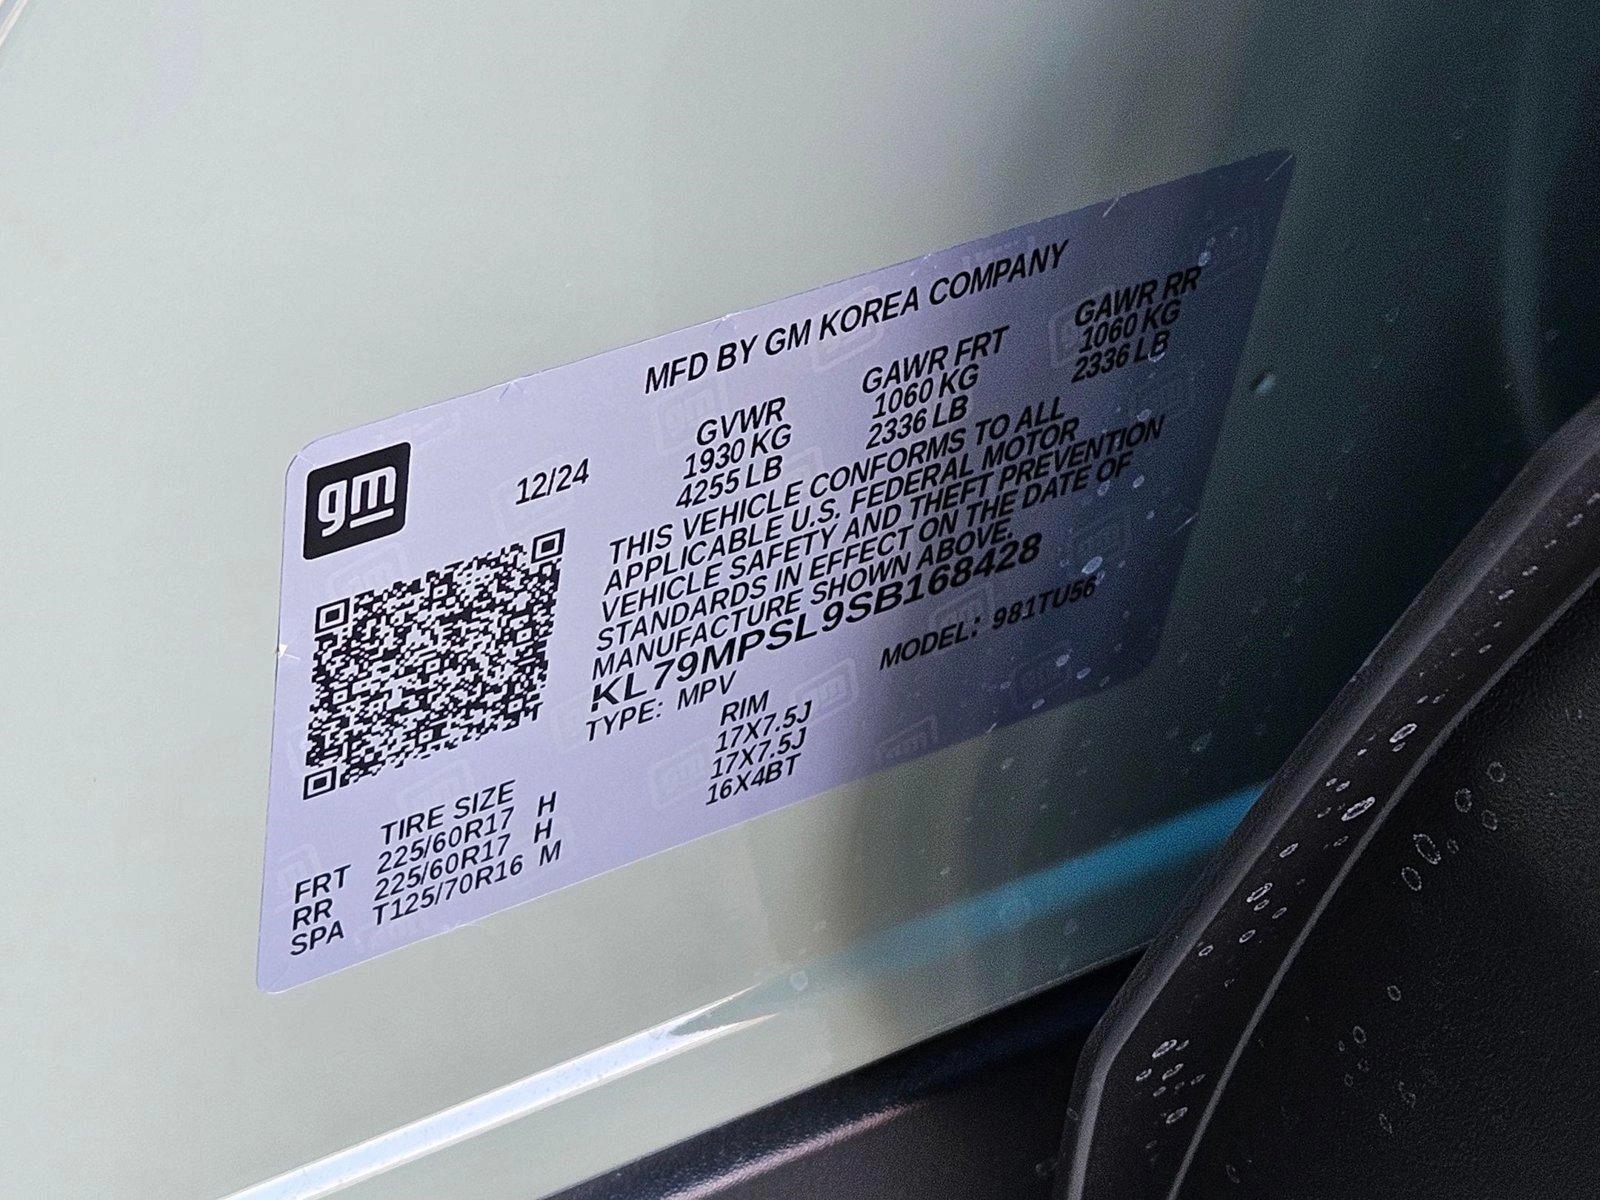 gm
12/24
MFD BY GM KOREA COMPANY
GVWR GAWR FRT GAWR RR
1930 KG 1060 KG 1060 KG
4255 LB 2336 LB 2336 LB
THIS VEHICLE CONFORMS TO ALL
APPLICABLE U.S. FEDERAL MOTOR
VEHICLE SAFETY AND THEFT PREVENTION
STANDARDS IN EFFECT ON THE DATE OF
MANUFACTURE SHOWN ABOVE.
KL79MPSL9SB168428
TYPE: MPV MODEL: 981TU56
TIRE SIZE RIM
FRT 225/60R17 H 17X7.5J
RR 225/60R17 H 17X7.5J
SPA T125/70R16 M 16X4BT